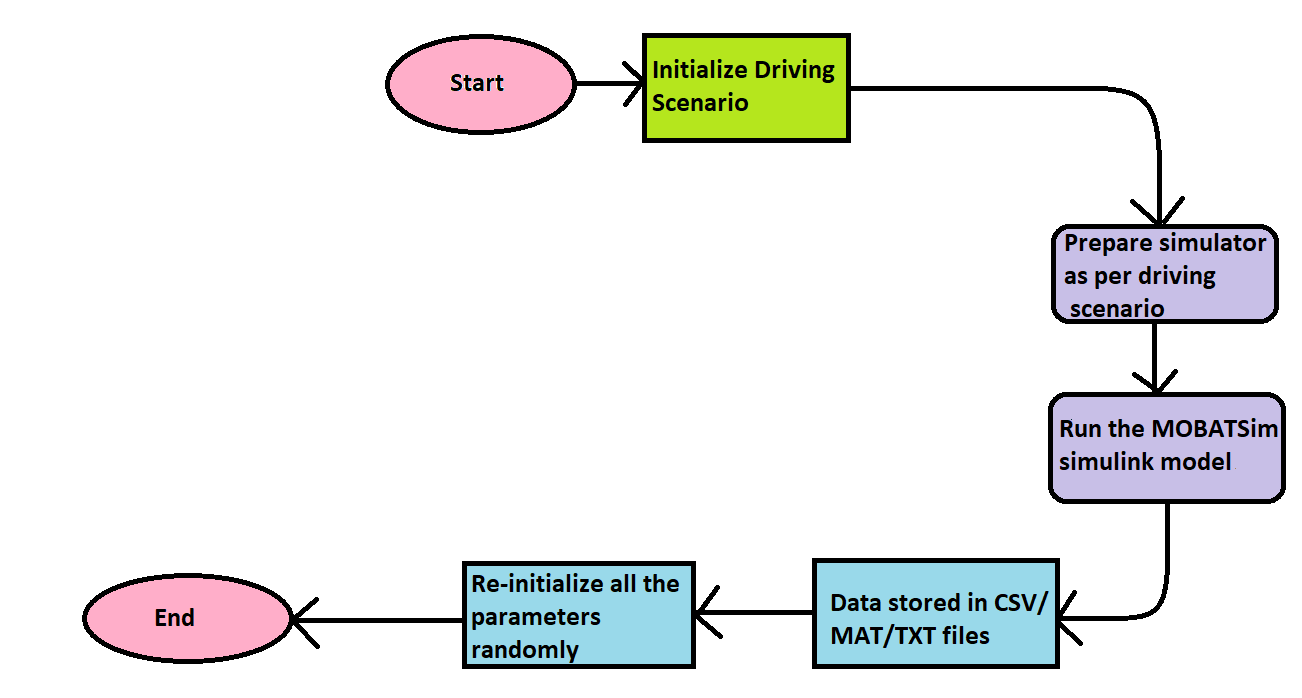 Start
Initialize Driving
Scenario
Prepare simulator
as per driving
scenario
Run the MOBATSim
simulink model
Data stored in CSV/
MAT/TXT files
Re-initialize all the
parameters
randomly
End